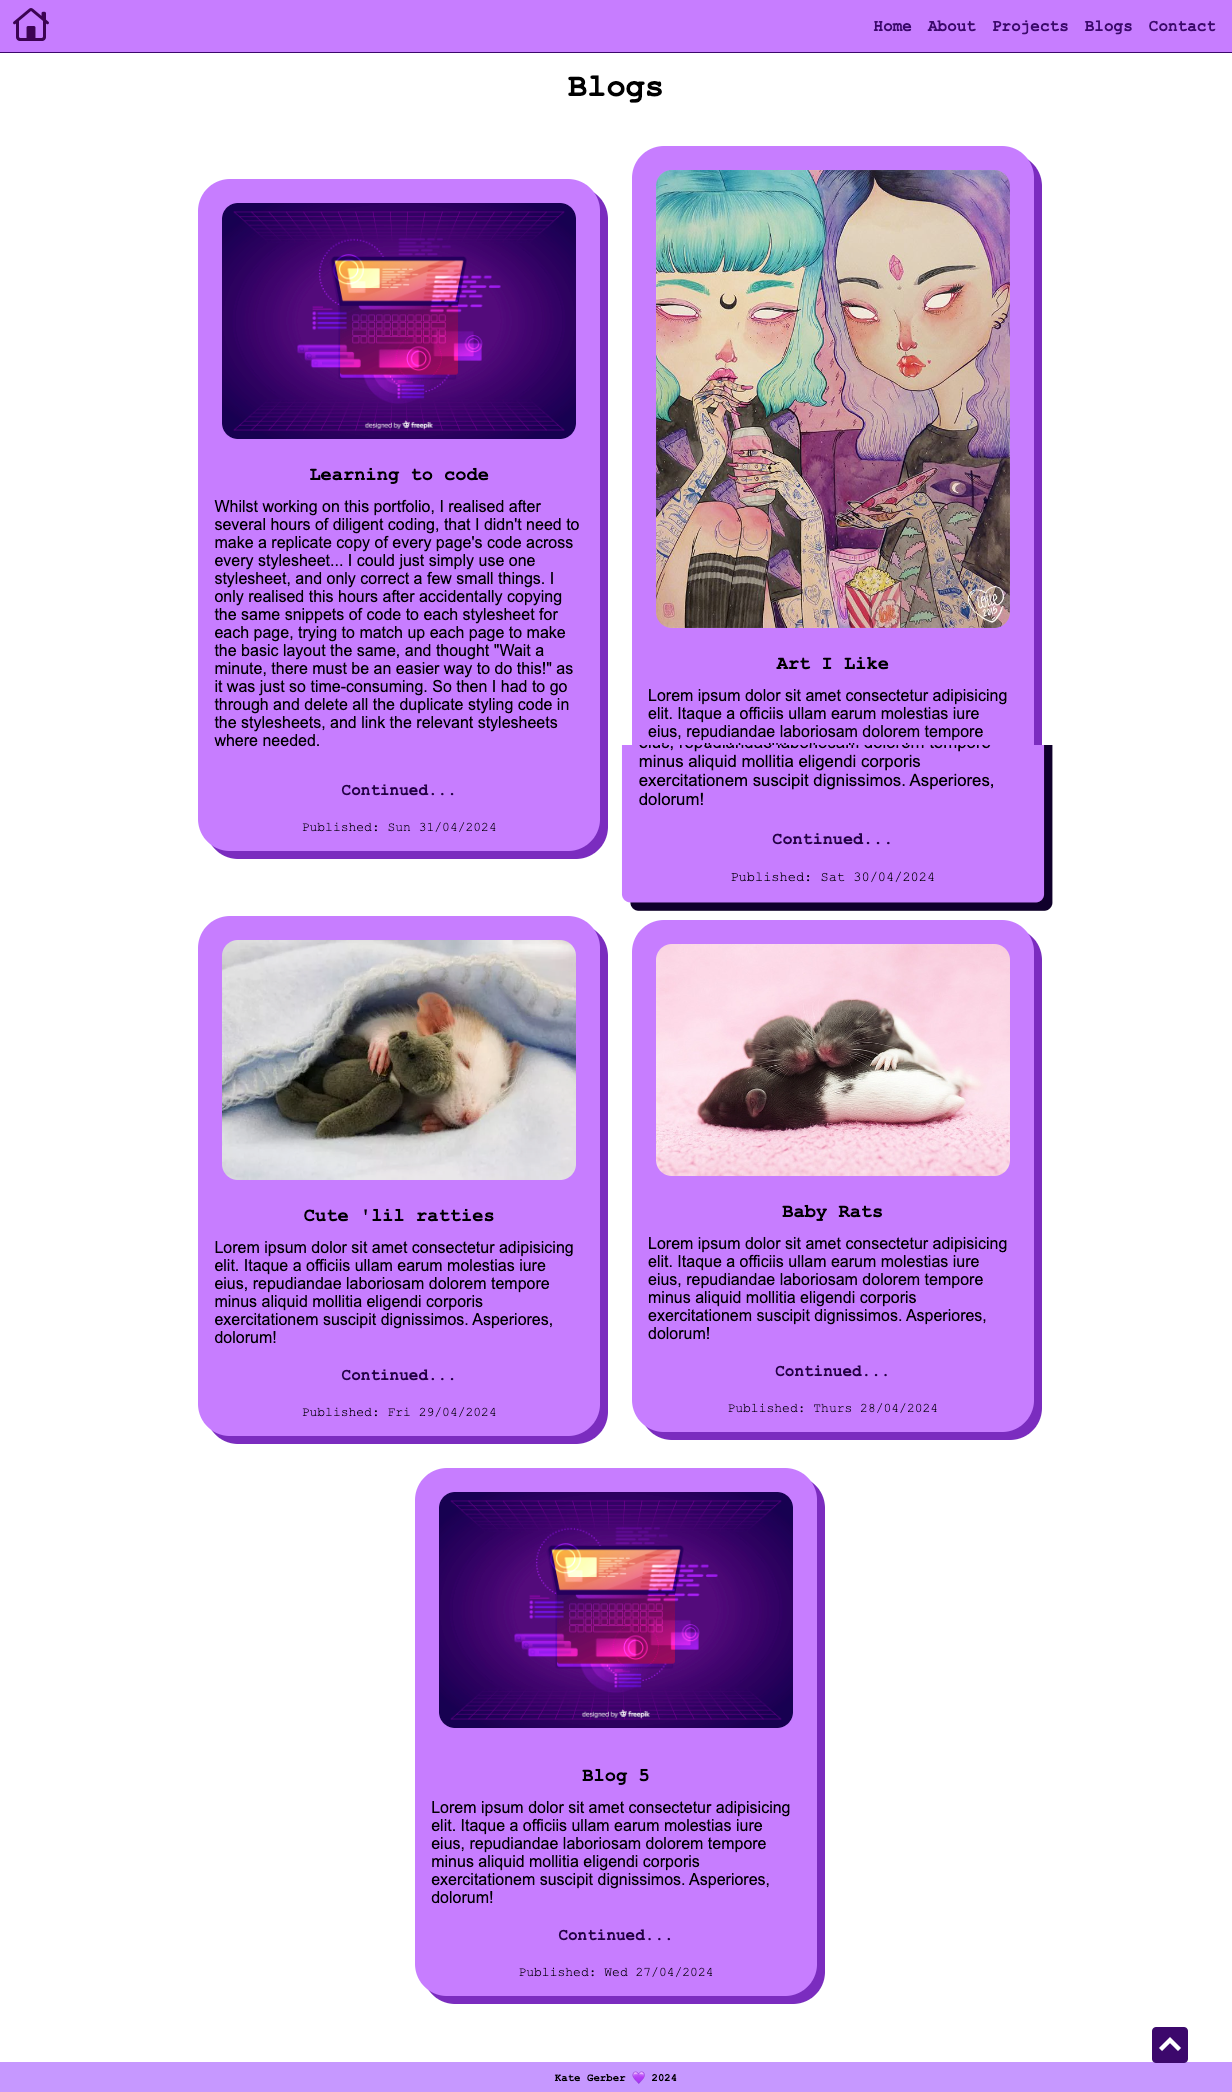 Home About Projects Blogs Contact
Blogs
designed by freepik
Learning to code
Whilst working on this portfolio, I realised after
several hours of diligent coding, that I didn't need to
make a replicate copy of every page's code across
every stylesheet... I could just simply use one
stylesheet, and only correct a few small things. I
only realised this hours after accidentally copying
the same snippets of code to each stylesheet for
each page, trying to match up each page to make
the basic layout the same, and thought "Wait a
minute, there must be an easier way to do this!" as
it was just so time-consuming. So then I had to go
through and delete all the duplicate styling code in
the stylesheets, and link the relevant stylesheets
where needed.
Continued...
Published: Sun 31/04/2024
Art I Like
Lorem ipsum dolor sit amet consectetur adipisicing
elit. Itaque a officiis ullam earum molestias iure
eius, repudiandae laboriosam dolorem tempore
eius, repudiandae laboriosam dolorem tempore
minus aliquid mollitia eligendi corporis
exercitationem suscipit dignissimos. Asperiores,
dolorum!
Continued...
Published: Sat 30/04/2024
Cute 'lil ratties
Lorem ipsum dolor sit amet consectetur adipisicing
elit. Itaque a officiis ullam earum molestias iure
eius, repudiandae laboriosam dolorem tempore
minus aliquid mollitia eligendi corporis
exercitationem suscipit dignissimos. Asperiores,
dolorum!
Continued...
Published: Fri 29/04/2024
Baby Rats
Lorem ipsum dolor sit amet consectetur adipisicing
elit. Itaque a officiis ullam earum molestias iure
eius, repudiandae laboriosam dolorem tempore
minus aliquid mollitia eligendi corporis
exercitationem suscipit dignissimos. Asperiores,
dolorum!
Continued...
Published: Thurs 28/04/2024
designed by freepik
Blog 5
Lorem ipsum dolor sit amet consectetur adipisicing
elit. Itaque a officiis ullam earum molestias iure
eius, repudiandae laboriosam dolorem tempore
minus aliquid mollitia eligendi corporis
exercitationem suscipit dignissimos. Asperiores,
dolorum!
Continued...
Published: Wed 27/04/2024
Kate Gerber 💜 2024